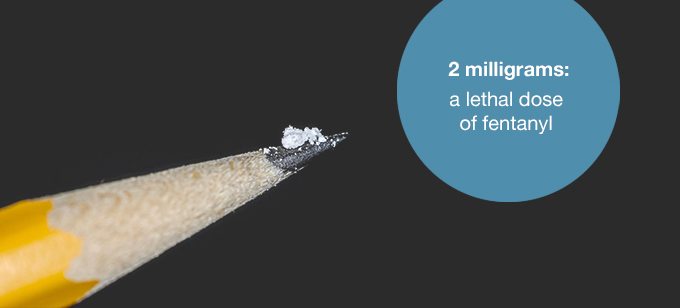 2 milligrams:
a lethal dose
of fentanyl